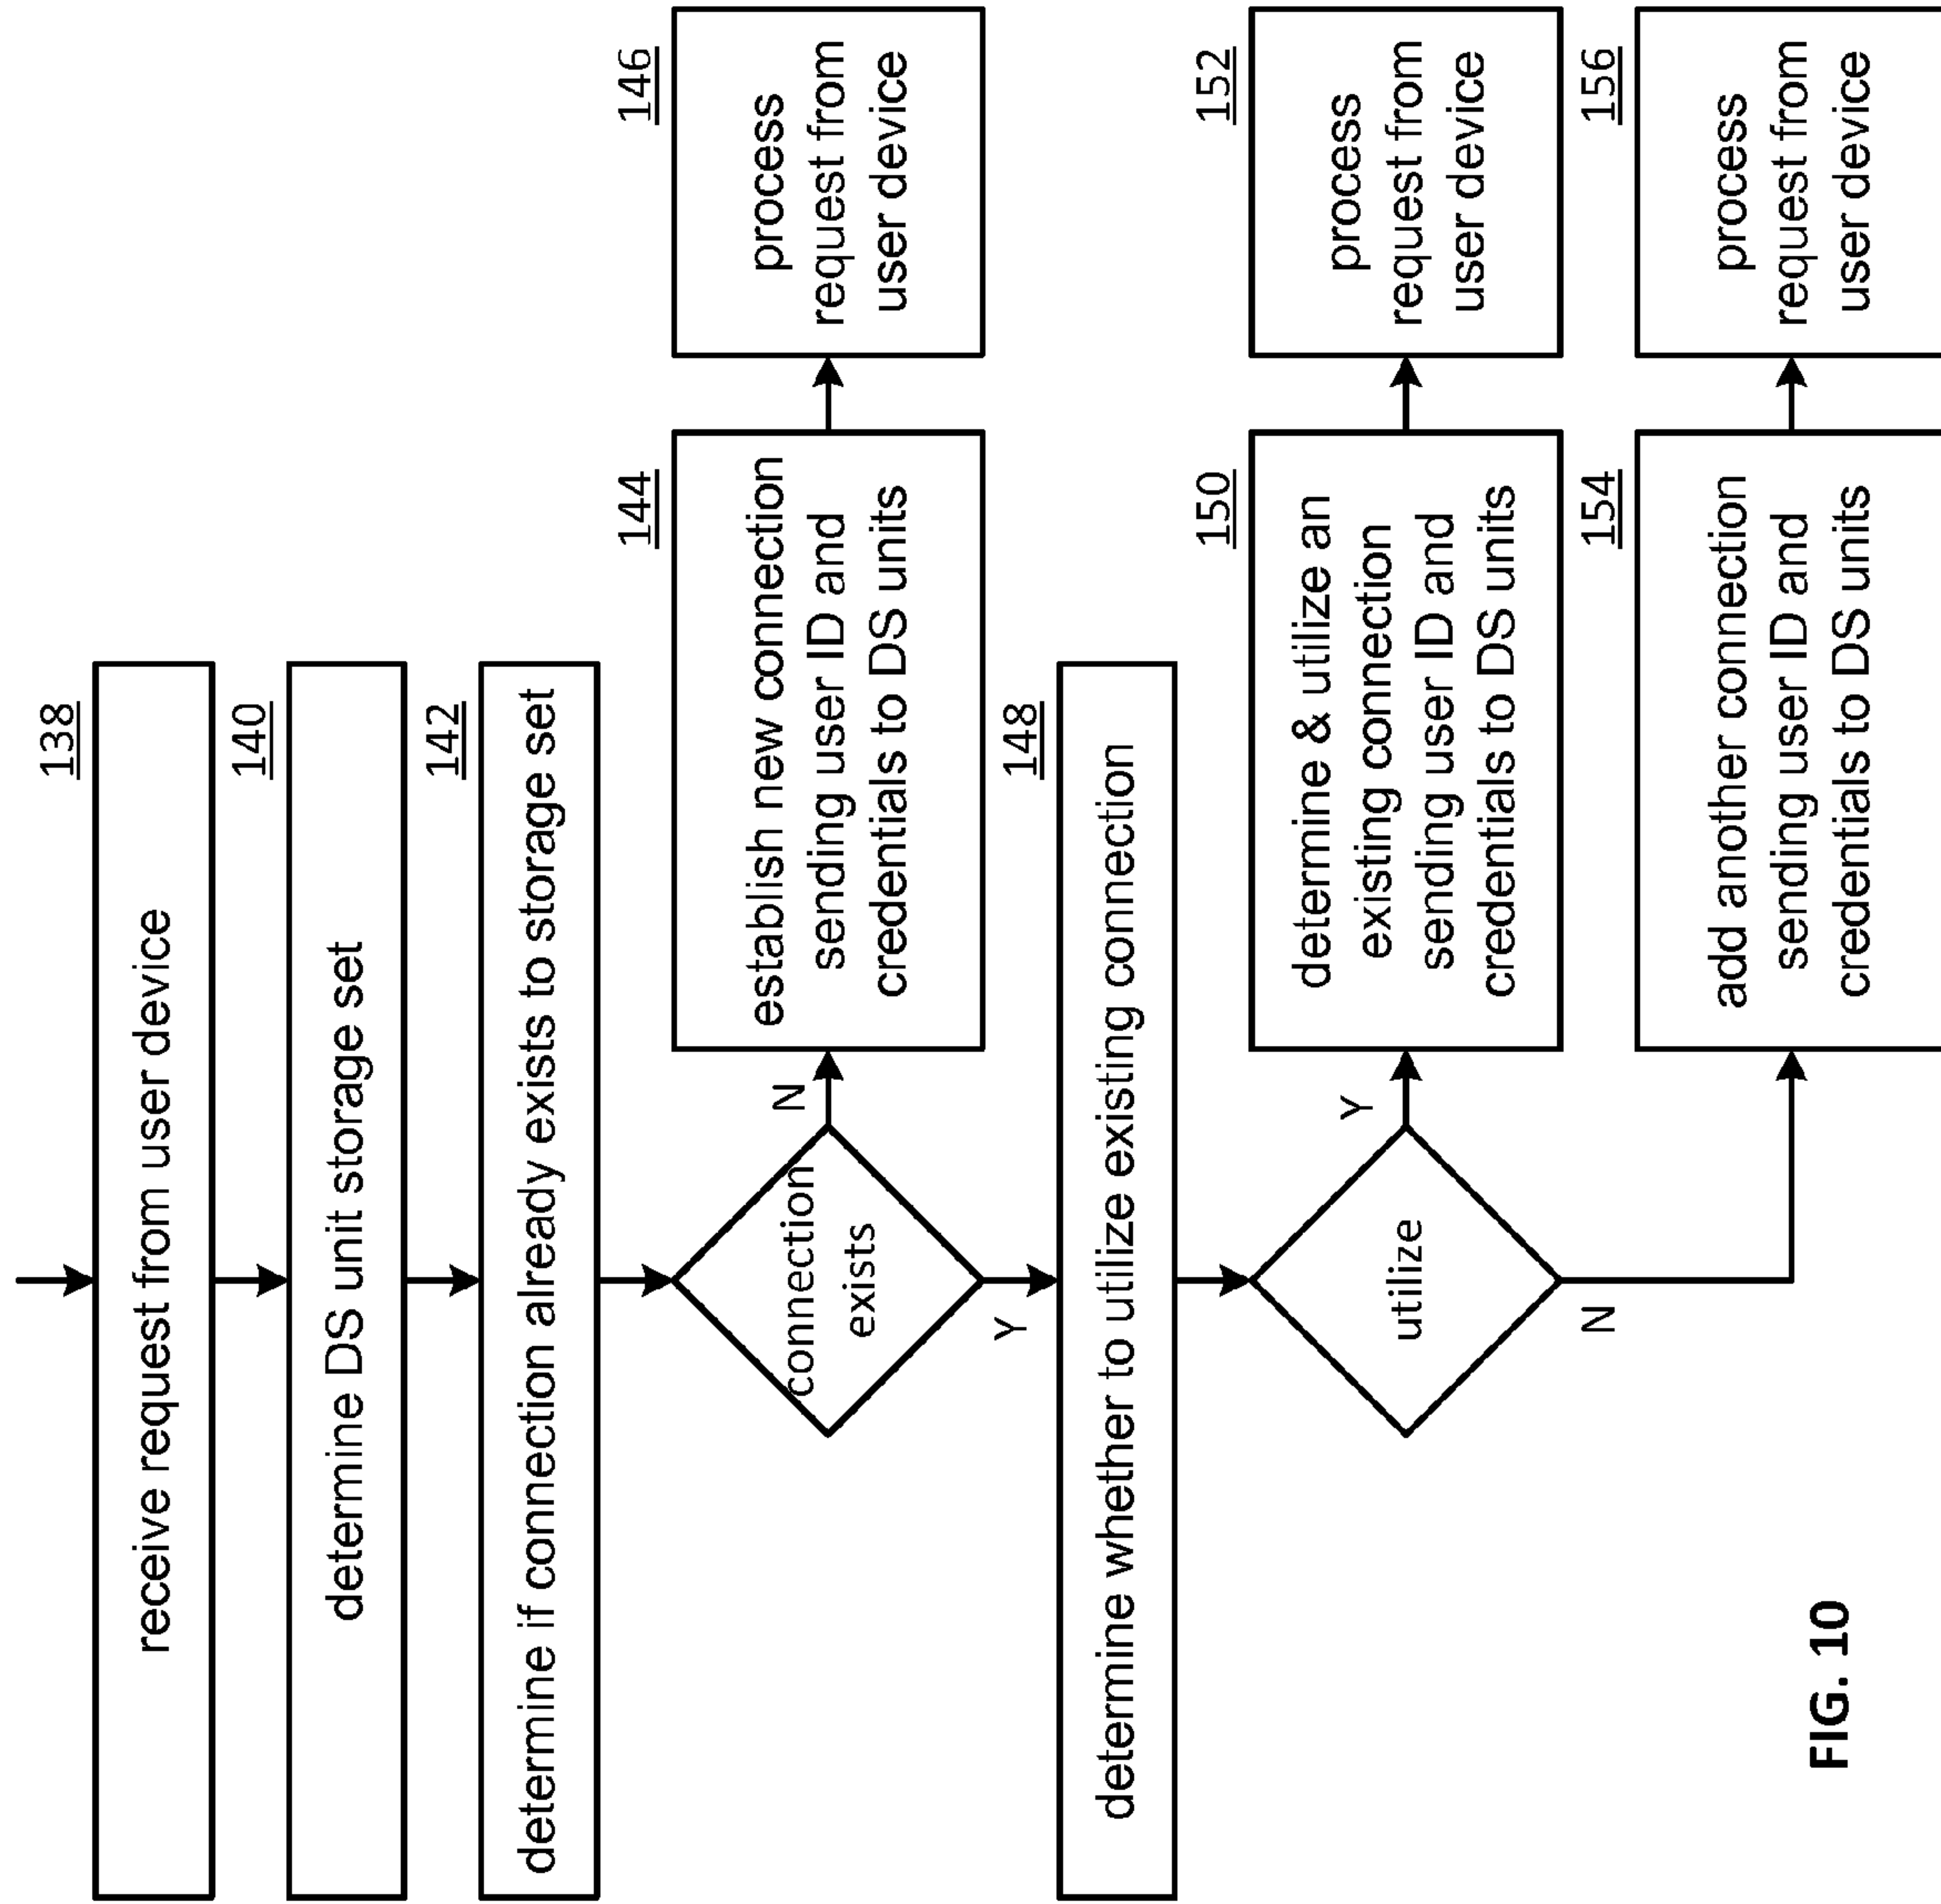 138
receive request from user device
140
determine DS unit storage set
142
determine if connection already exists to storage set
connection
exists
N
Y
144
establish new connection
sending user ID and
credentials to DS units
146
process
request from
user device
148
determine whether to utilize existing connection
utilize
Y
N
150
determine & utilize an
existing connection
sending user ID and
credentials to DS units
152
process
request from
user device
154
add another connection
sending user ID and
credentials to DS units
156
process
request from
user device
FIG. 10